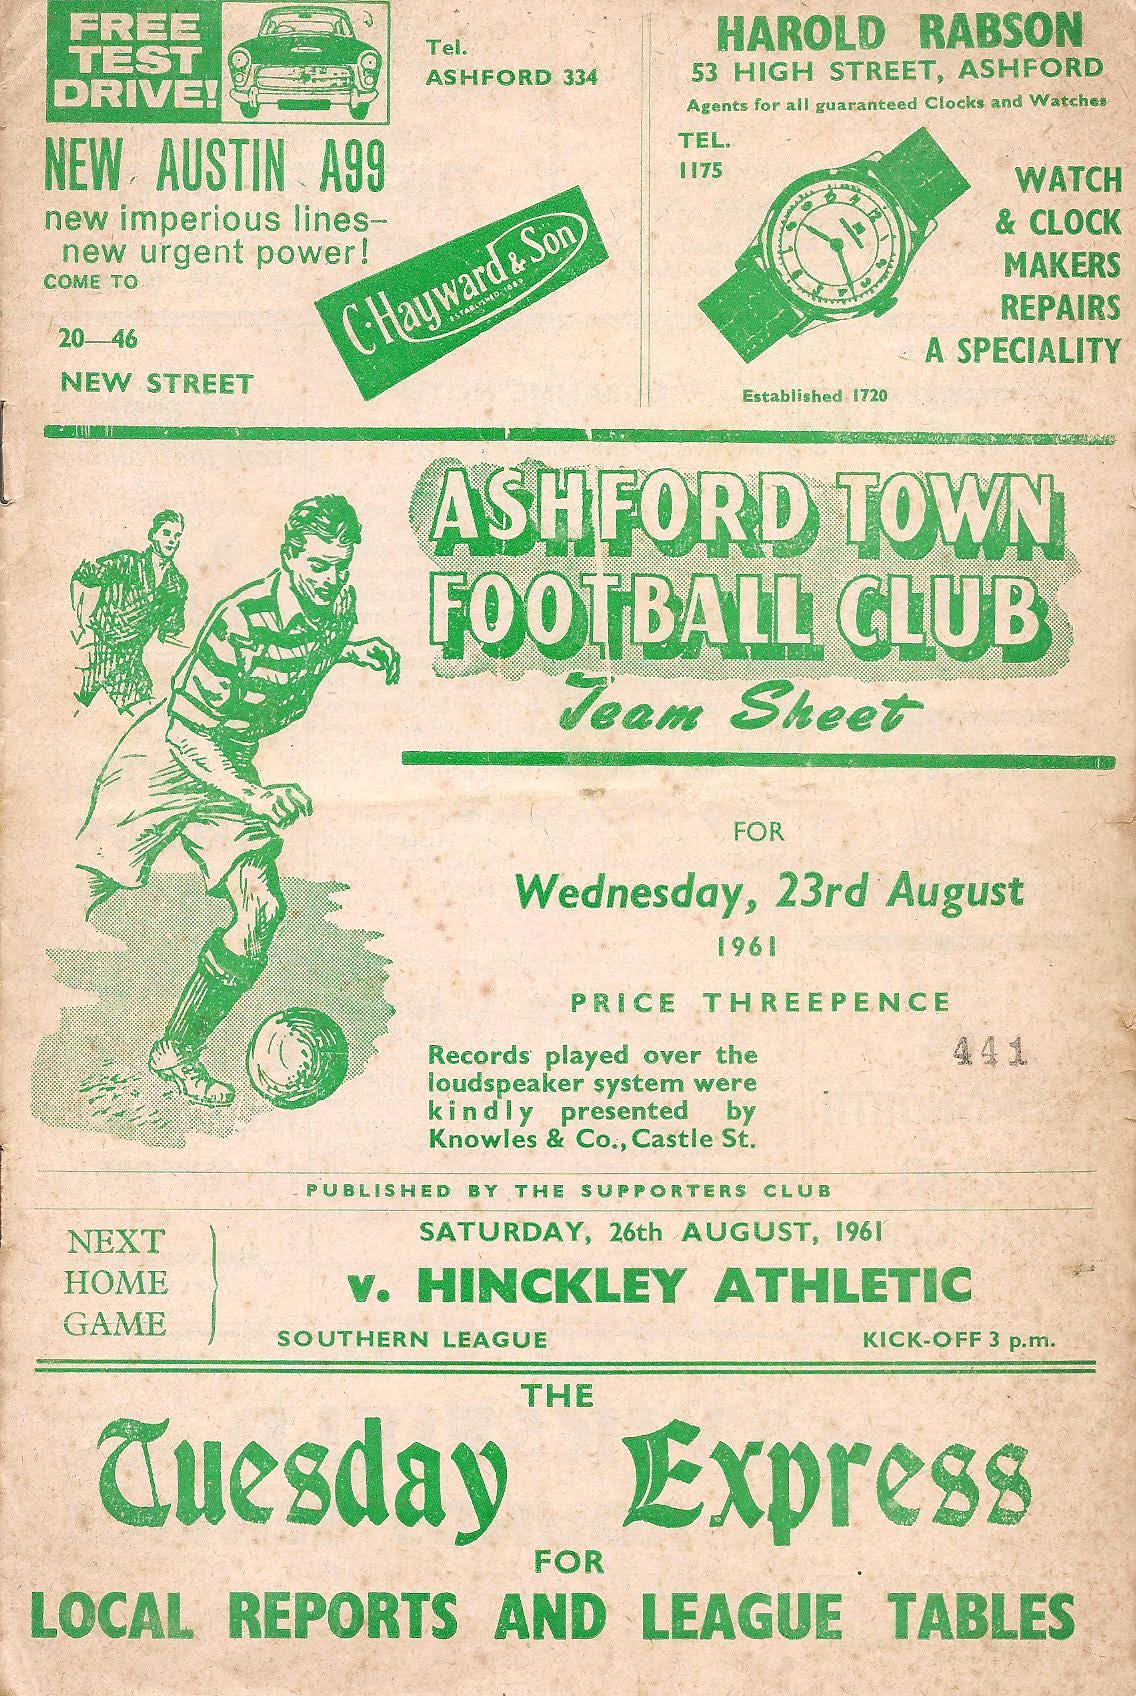 FREE
TEST
DRIVE!
NEW AUSTIN A99
new imperious lines—
new urgent power!
COME TO
20—46
NEW STREET
Tel.
ASHFORD 334
C. Hayward & Son
ESTABLISHED 1889
HAROLD RABSON
53 HIGH STREET, ASHFORD
Agents for all guaranteed Clocks and Watches
TEL.
1175
WATCH
& CLOCK
MAKERS
REPAIRS
A SPECIALITY
Established 1720
ASHFORD TOWN
FOOTBALL CLUB
Team Sheet
FOR
Wednesday, 23rd August
1961
PRICE THREEPENCE
441
Records played over the
loudspeaker system were
kindly presented by
Knowles & Co., Castle St.
PUBLISHED BY THE SUPPORTERS CLUB
NEXT
HOME
GAME
SATURDAY, 26th AUGUST, 1961
v. HINCKLEY ATHLETIC
SOUTHERN LEAGUE
KICK-OFF 3 p.m.
THE
Tuesday Express
FOR
LOCAL REPORTS AND LEAGUE TABLES